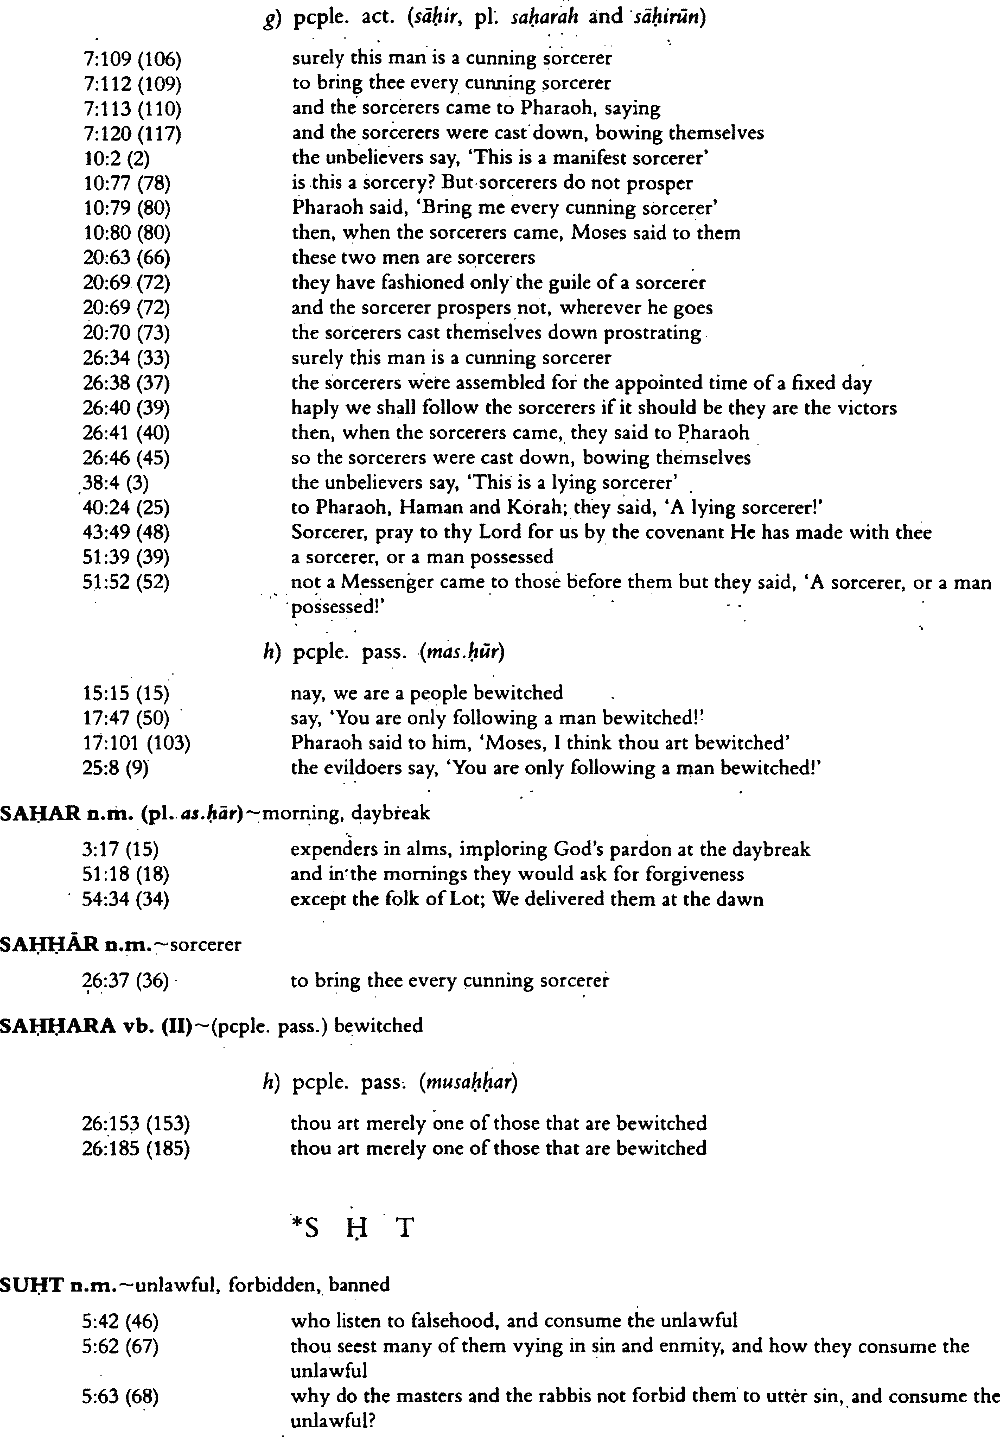 g) pcple. act. (sāḥir, pl. saḥarah and sāḥirūn)
7:109 (106) surely this man is a cunning sorcerer
7:112 (109) to bring thee every cunning sorcerer
7:113 (110) and the sorcerers came to Pharaoh, saying
7:120 (117) and the sorcerers were cast down, bowing themselves
10:2 (2) the unbelievers say, ‘This is a manifest sorcerer’
10:77 (78) is this a sorcery? But sorcerers do not prosper
10:79 (80) Pharaoh said, ‘Bring me every cunning sorcerer’
10:80 (80) then, when the sorcerers came, Moses said to them
20:63 (66) these two men are sorcerers
20:69 (72) they have fashioned only the guile of a sorcerer
20:69 (72) and the sorcerer prospers not, wherever he goes
20:70 (73) the sorcerers cast themselves down prostrating
26:34 (33) surely this man is a cunning sorcerer
26:38 (37) the sorcerers were assembled for the appointed time of a fixed day
26:40 (39) haply we shall follow the sorcerers if it should be they are the victors
26:41 (40) then, when the sorcerers came, they said to Pharaoh
26:46 (45) so the sorcerers were cast down, bowing themselves
38:4 (3) the unbelievers say, ‘This is a lying sorcerer’
40:24 (25) to Pharaoh, Haman and Korah; they said, ‘A lying sorcerer!’
43:49 (48) Sorcerer, pray to thy Lord for us by the covenant He has made with thee
51:39 (39) a sorcerer, or a man possessed
51:52 (52) not a Messenger came to those before them but they said, ‘A sorcerer, or a man
possessed!’
h) pcple. pass. (mas.ḥūr)
15:15 (15) nay, we are a people bewitched
17:47 (50) say, ‘You are only following a man bewitched!’
17:101 (103) Pharaoh said to him, ‘Moses, I think thou art bewitched’
25:8 (9) the evildoers say, ‘You are only following a man bewitched!’
SAḤAR n.m. (pl. as.ḥār)~morning, daybreak
3:17 (15) expenders in alms, imploring God's pardon at the daybreak
51:18 (18) and in the mornings they would ask for forgiveness
54:34 (34) except the folk of Lot; We delivered them at the dawn
SAḤḤĀR n.m.~sorcerer
26:37 (36) to bring thee every cunning sorcerer
SAḤḤARA vb. (II)~(pcple. pass.) bewitched
h) pcple. pass. (musaḥḥar)
26:153 (153) thou art merely one of those that are bewitched
26:185 (185) thou art merely one of those that are bewitched
*S Ḥ T
SUḤT n.m.~unlawful, forbidden, banned
5:42 (46) who listen to falsehood, and consume the unlawful
5:62 (67) thou seest many of them vying in sin and enmity, and how they consume the
unlawful
5:63 (68) why do the masters and the rabbis not forbid them to utter sin, and consume the
unlawful?